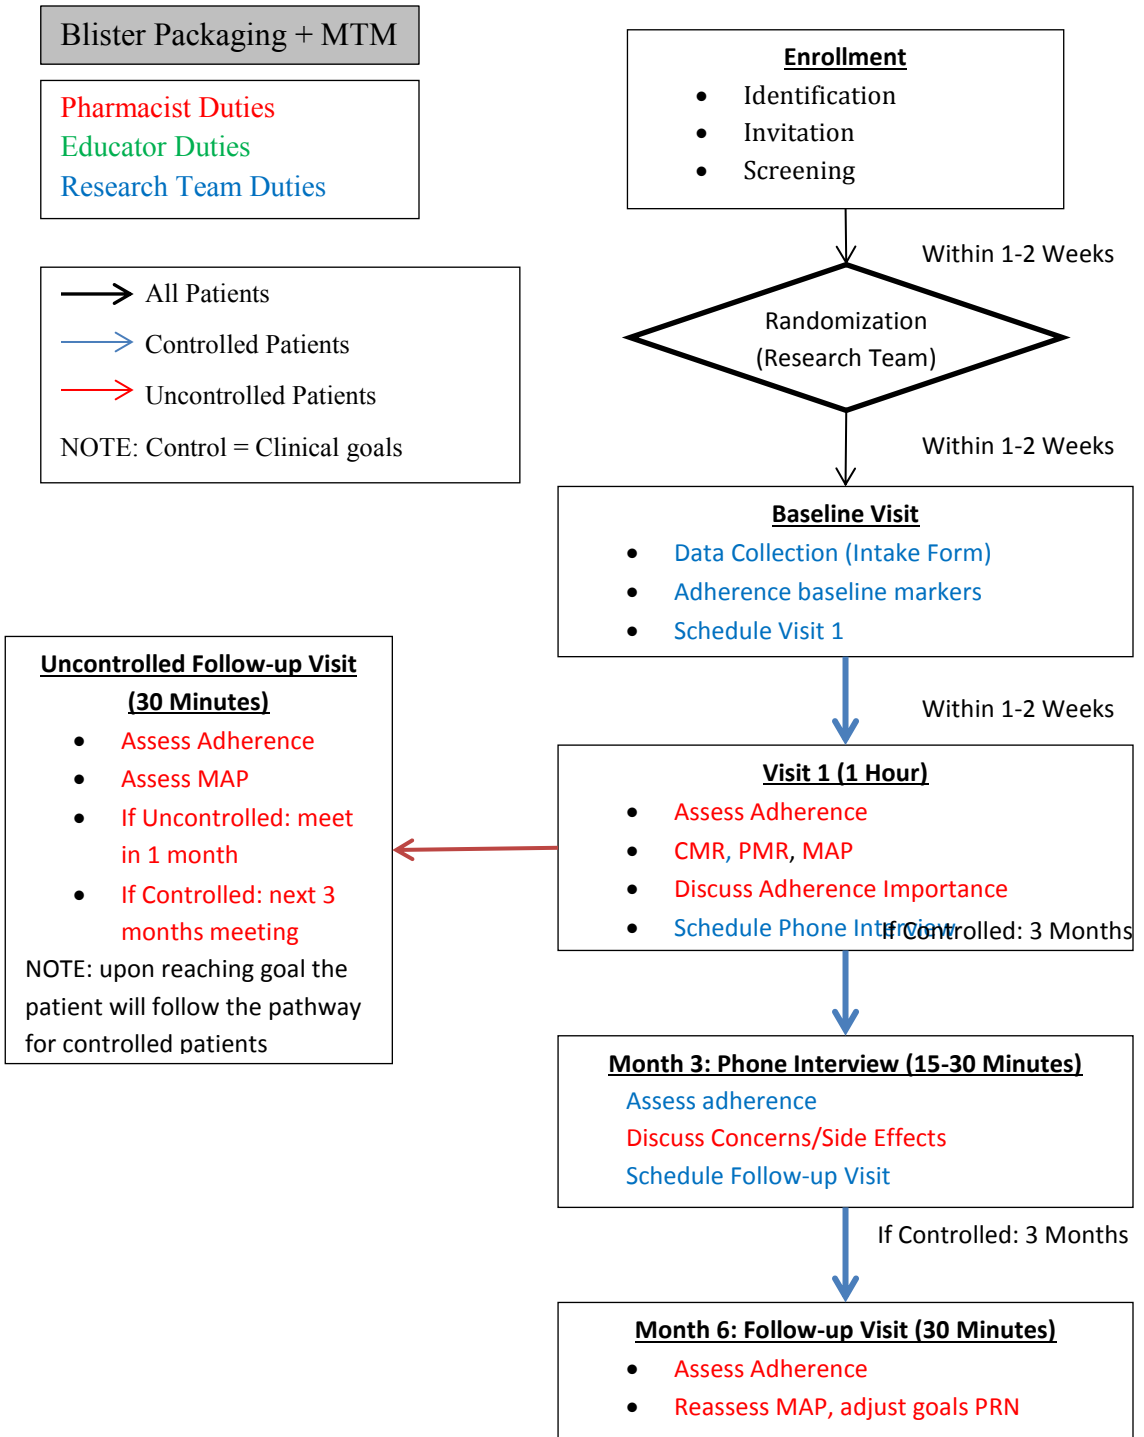 Blister Packaging + MTM
Pharmacist Duties
Educator Duties
Research Team Duties
All Patients
Controlled Patients
Uncontrolled Patients
NOTE: Control = Clinical goals
Enrollment
• Identification
• Invitation
• Screening
Within 1-2 Weeks
Randomization
(Research Team)
Within 1-2 Weeks
Baseline Visit
• Data Collection (Intake Form)
• Adherence baseline markers
• Schedule Visit 1
Within 1-2 Weeks
Visit 1 (1 Hour)
• Assess Adherence
• CMR, PMR, MAP
• Discuss Adherence Importance
• Schedule Phone Interview
If Controlled: 3 Months
Uncontrolled Follow-up Visit
(30 Minutes)
• Assess Adherence
• Assess MAP
• If Uncontrolled: meet
in 1 month
• If Controlled: next 3
months meeting
NOTE: upon reaching goal the
patient will follow the pathway
for controlled patients
Month 3: Phone Interview (15-30 Minutes)
Assess adherence
Discuss Concerns/Side Effects
Schedule Follow-up Visit
If Controlled: 3 Months
Month 6: Follow-up Visit (30 Minutes)
• Assess Adherence
• Reassess MAP, adjust goals PRN